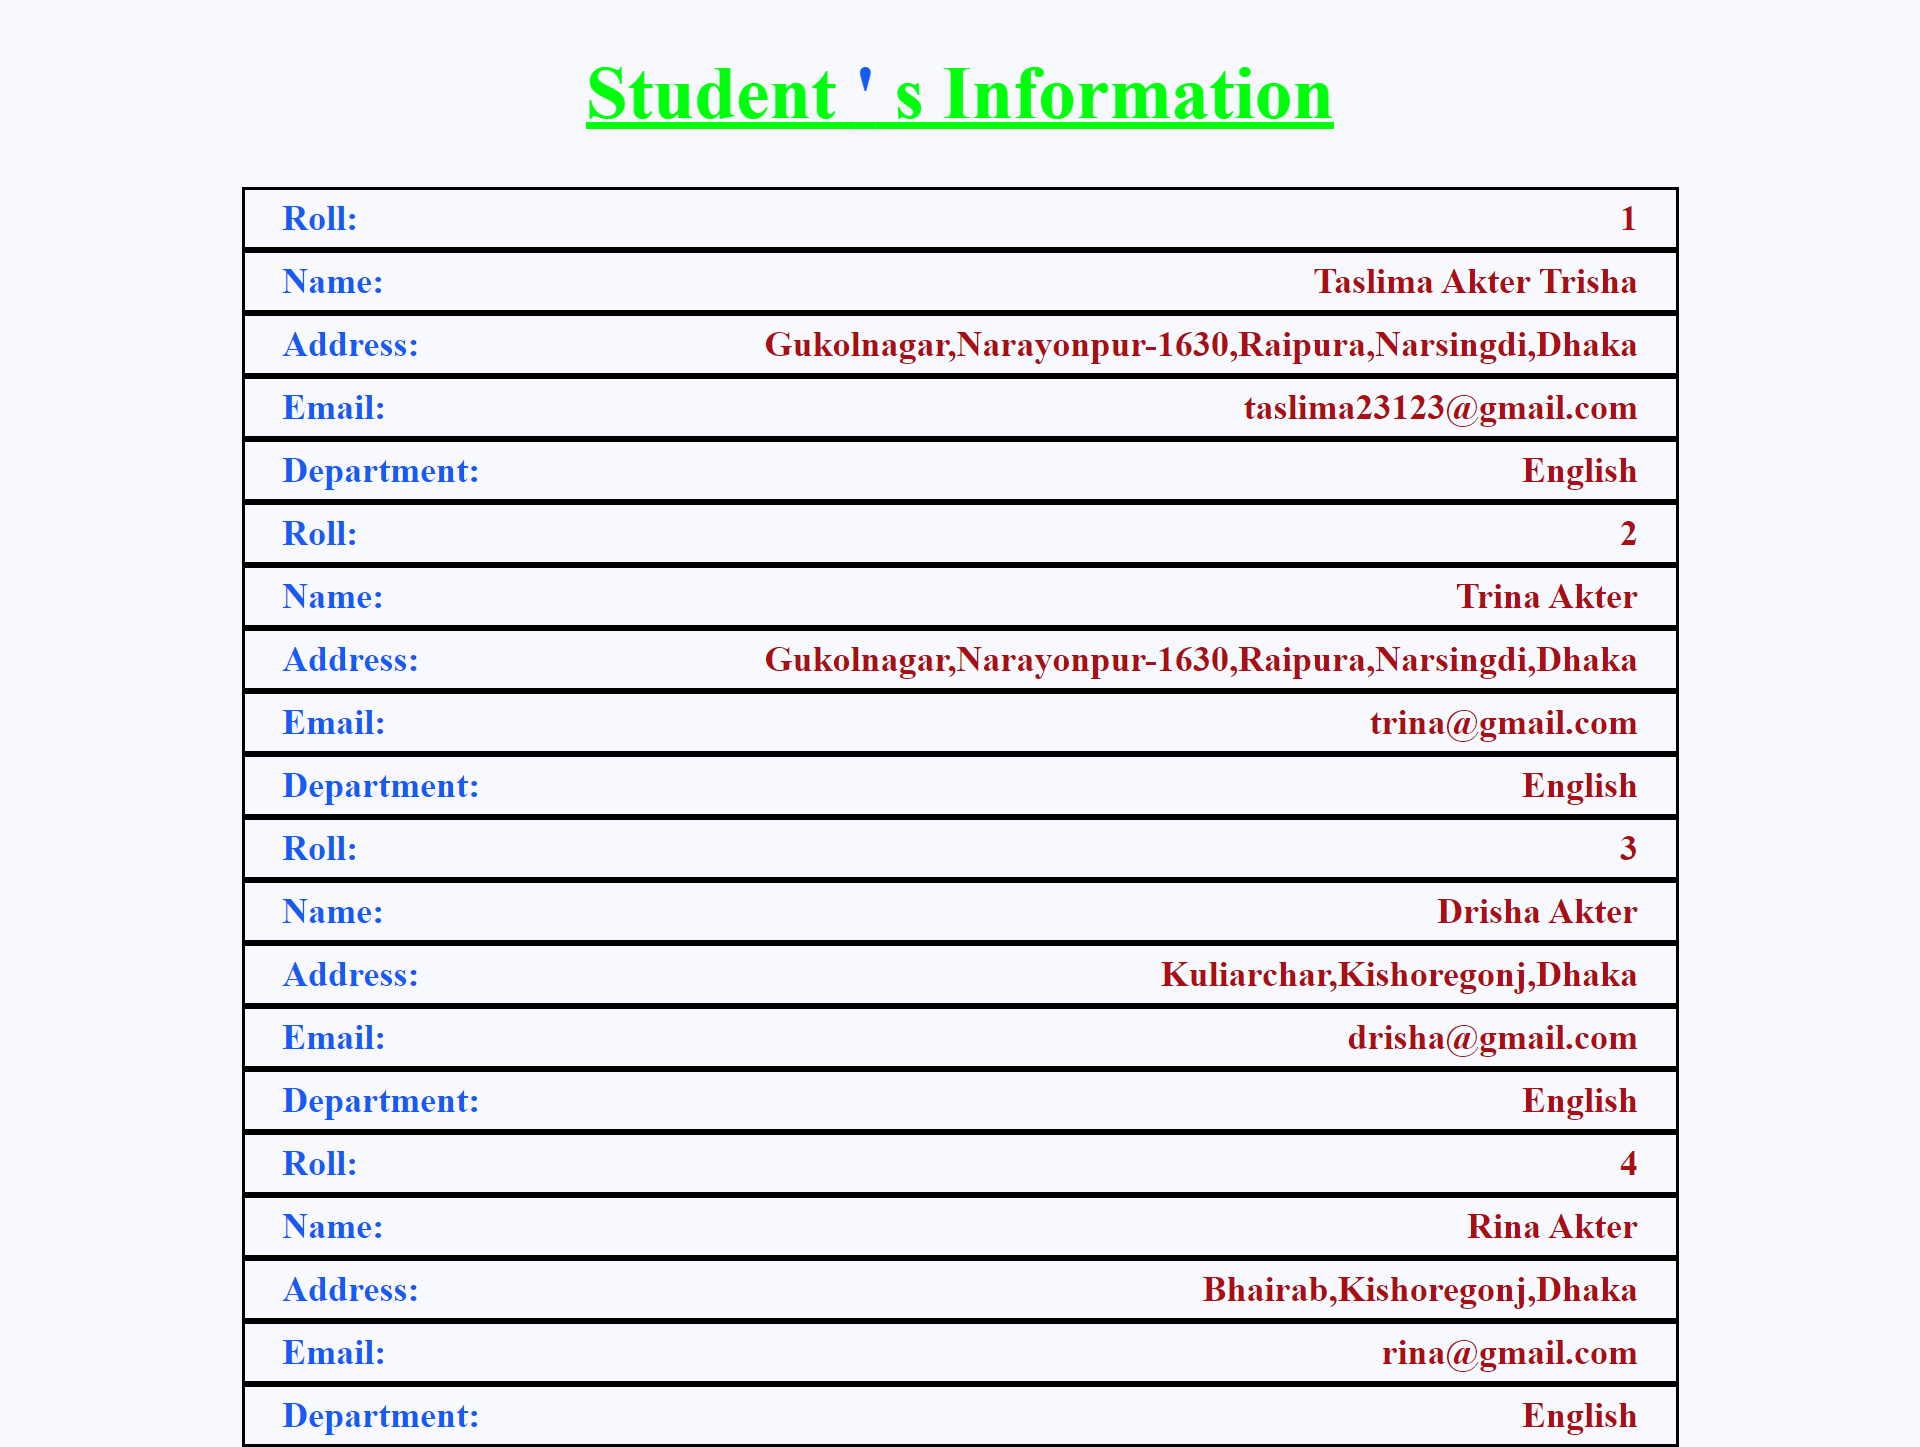 Student ' s Information
Roll: 1
Name: Taslima Akter Trisha
Address: Gukolnagar,Narayonpur-1630,Raipura,Narsingdi,Dhaka
Email: taslima23123@gmail.com
Department: English
Roll: 2
Name: Trina Akter
Address: Gukolnagar,Narayonpur-1630,Raipura,Narsingdi,Dhaka
Email: trina@gmail.com
Department: English
Roll: 3
Name: Drisha Akter
Address: Kuliarchar,Kishoregonj,Dhaka
Email: drisha@gmail.com
Department: English
Roll: 4
Name: Rina Akter
Address: Bhairab,Kishoregonj,Dhaka
Email: rina@gmail.com
Department: English